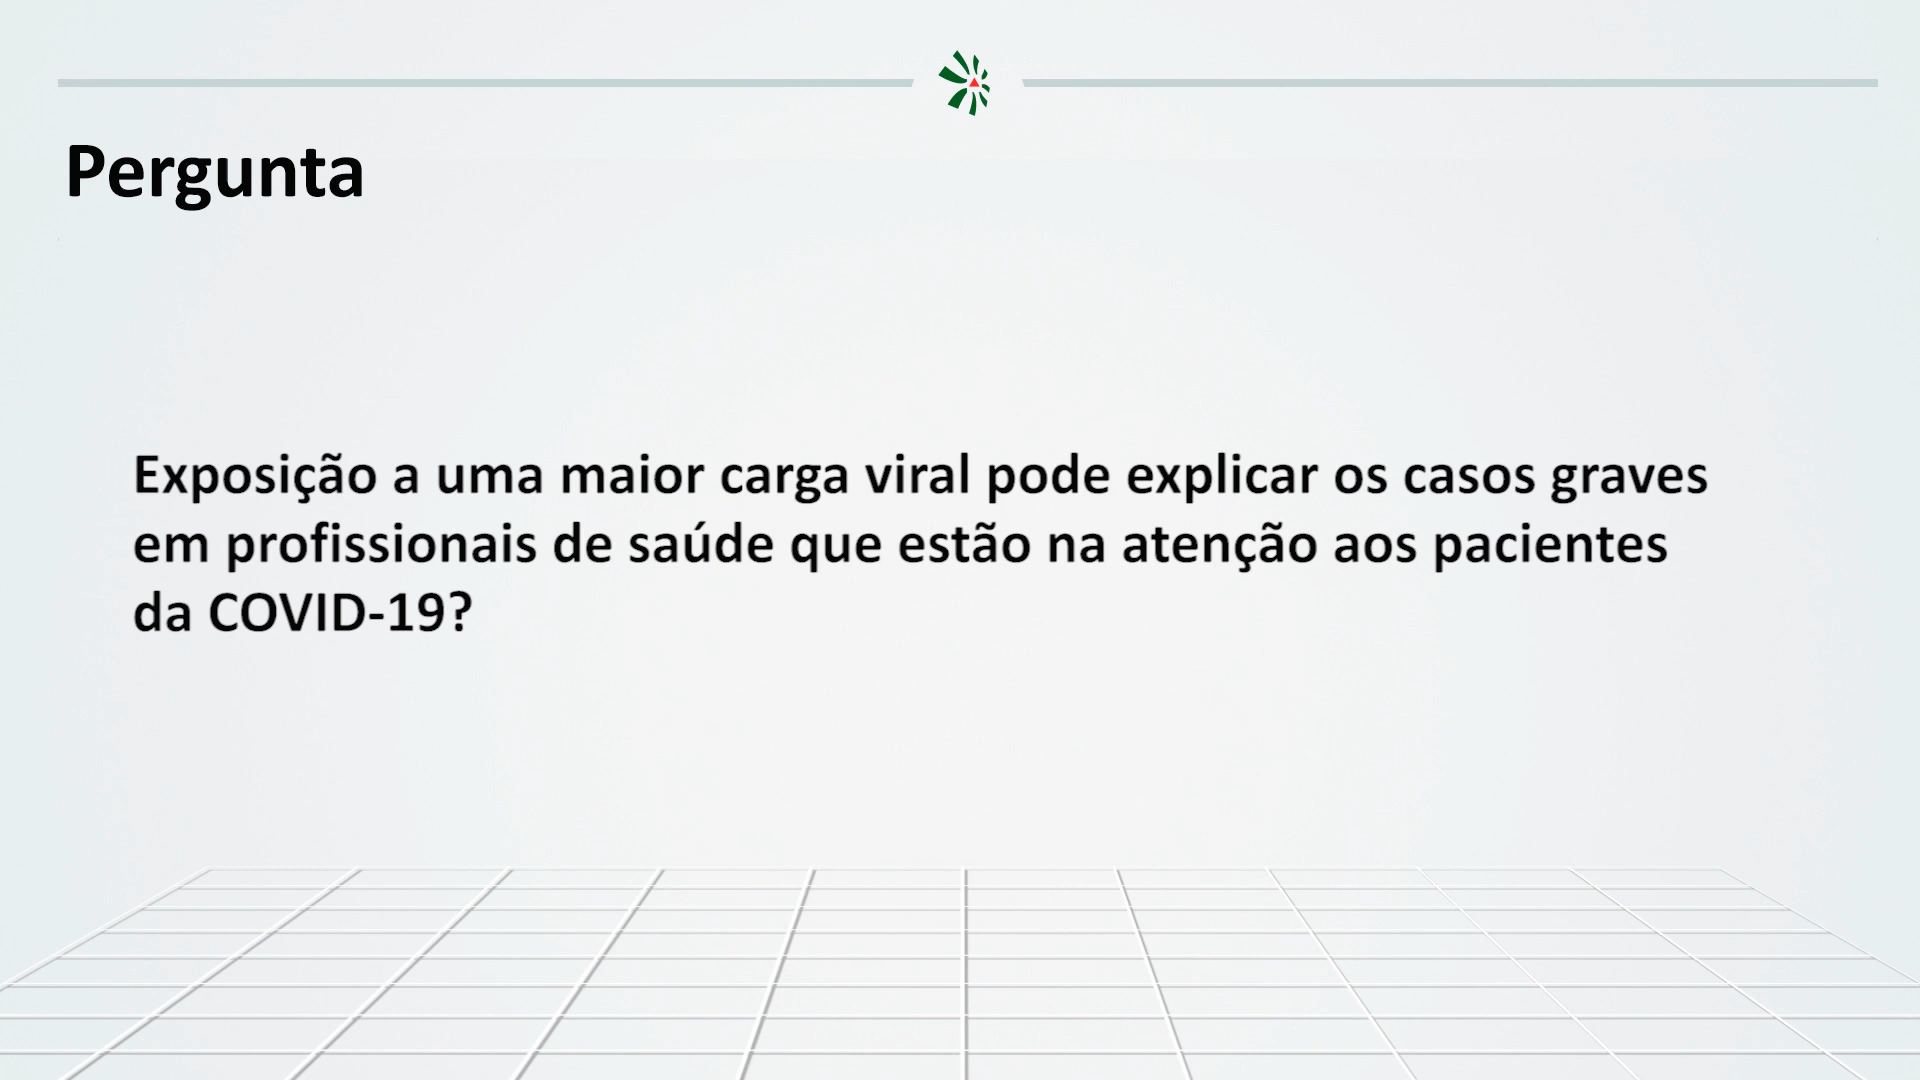 Pergunta
Exposição a uma maior carga viral pode explicar os casos graves
em profissionais de saúde que estão na atenção aos pacientes
da COVID-19?